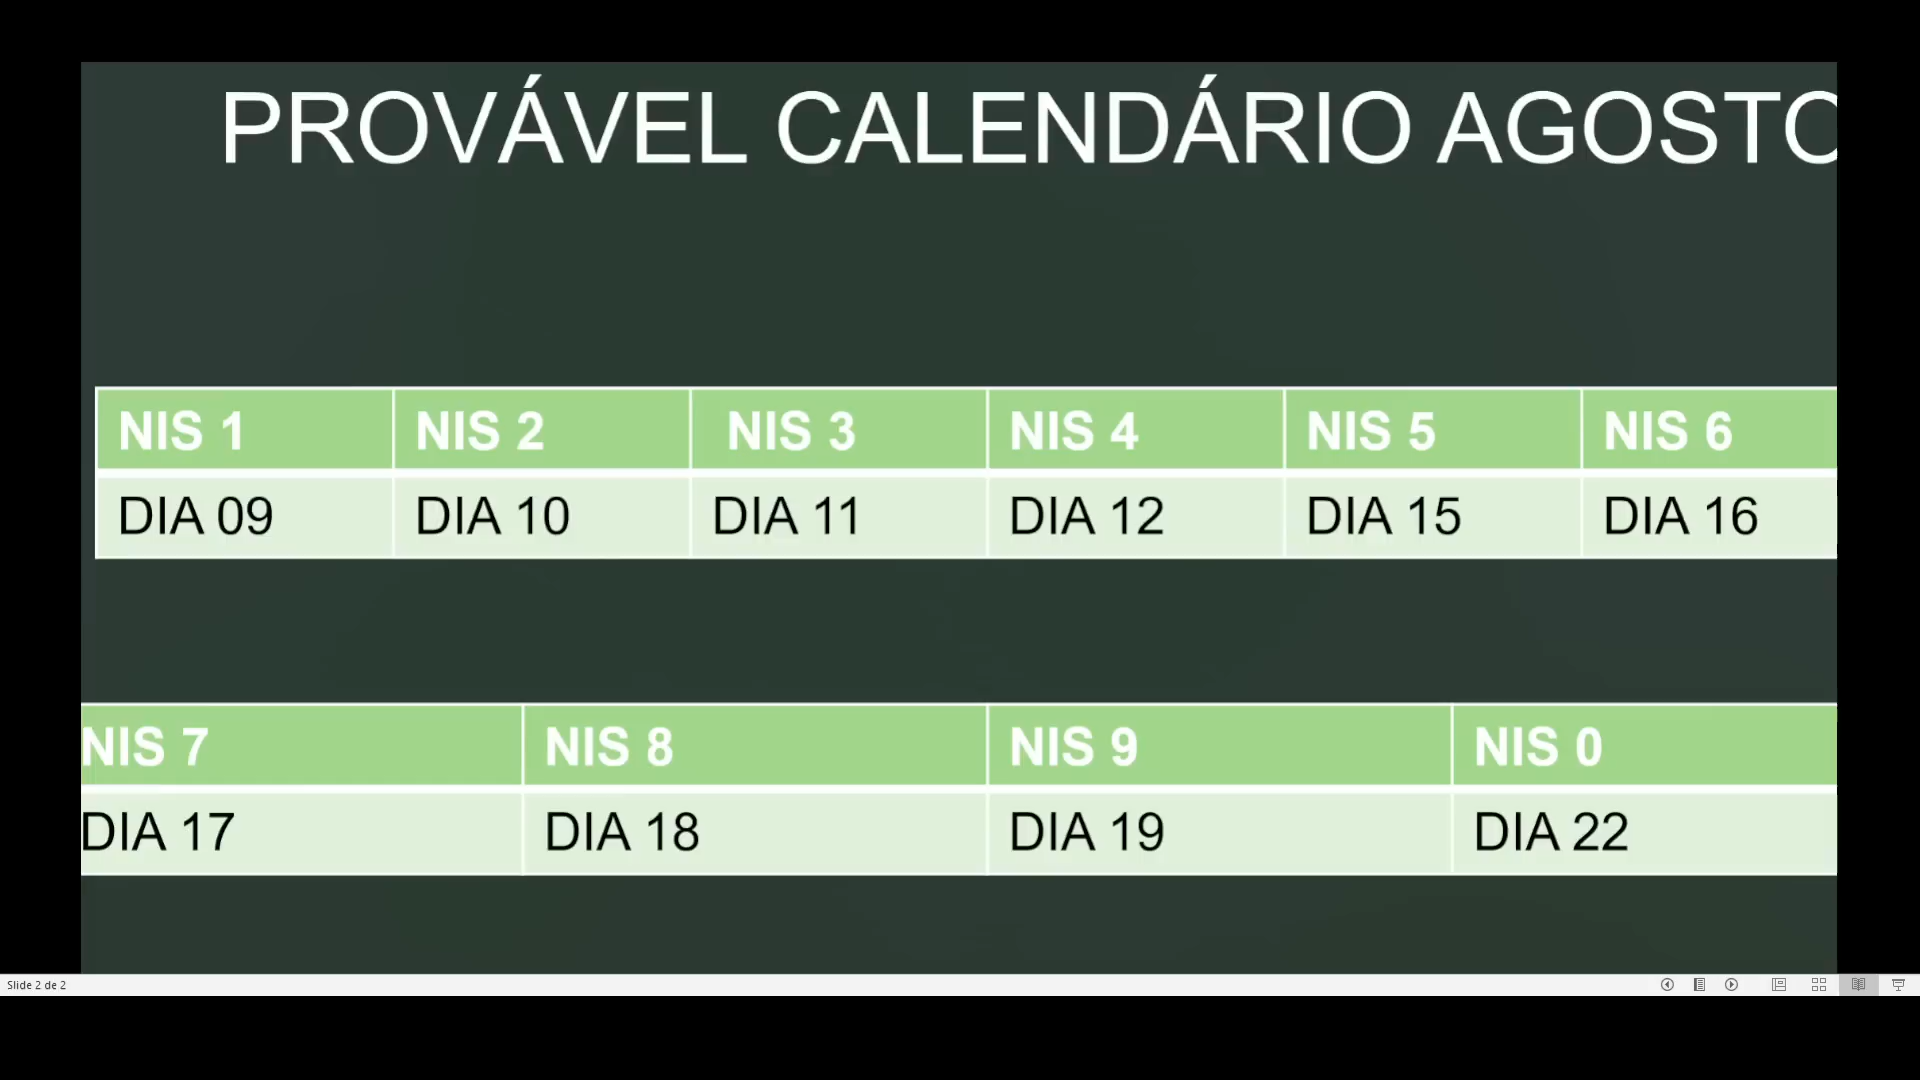 PROVÁVEL CALENDÁRIO AGOSTO
NIS 1 NIS 2 NIS 3 NIS 4 NIS 5 NIS 6
DIA 09 DIA 10 DIA 11 DIA 12 DIA 15 DIA 16
NIS 7 NIS 8 NIS 9 NIS 0
DIA 17 DIA 18 DIA 19 DIA 22
Slide 2 de 2